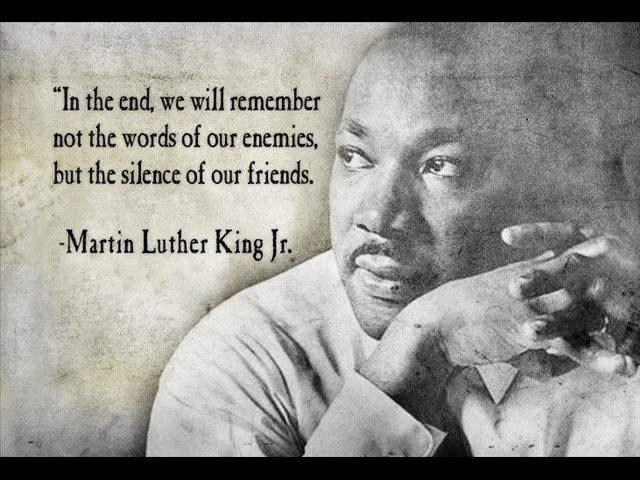 “In the end, we will remember
not the words of our enemies,
but the silence of our friends.
-Martin Luther King Jr.